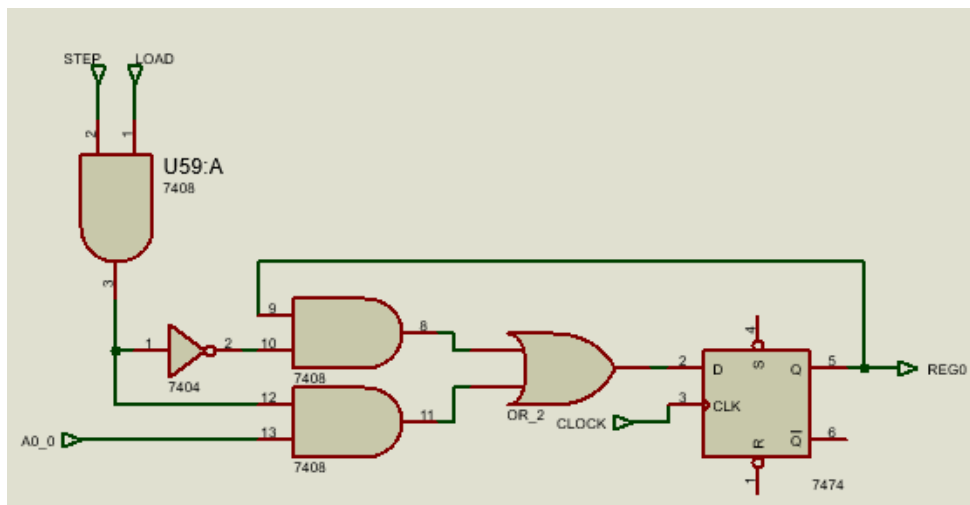 STEP LOAD
2 1
U59:A
7408
3
9
8
1 2 10
7404
7408
12
11
13
A0_0
7408
OR_2
CLOCK
2
3
4
S
D
Q
5
CLK
REG0
R
QI
6
1
7474